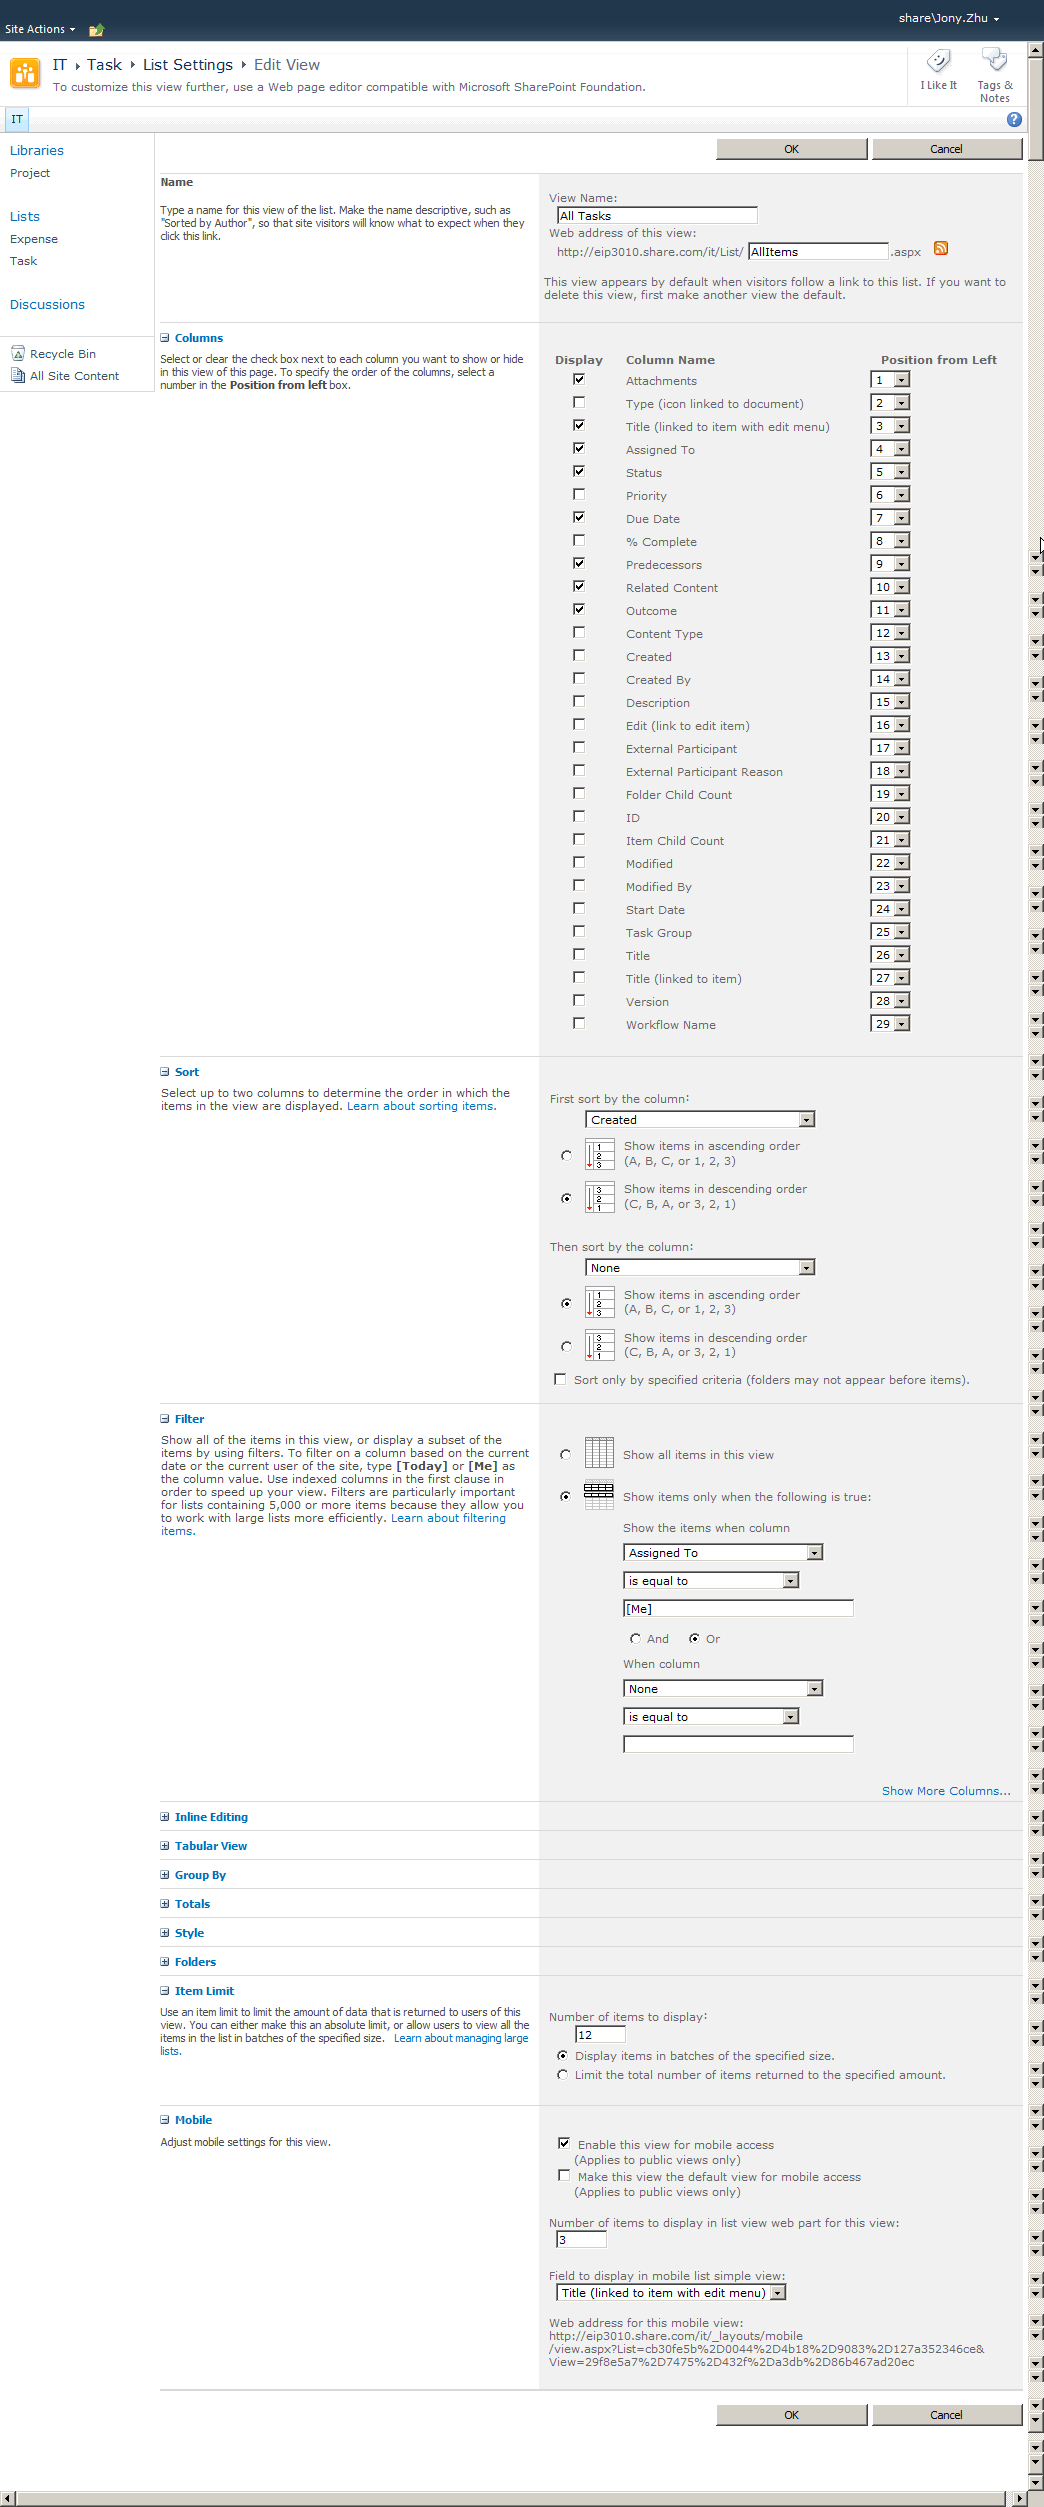 share\Jony.Zhu
Site Actions
IT ▸ Task ▸ List Settings ▸ Edit View
To customize this view further, use a Web page editor compatible with Microsoft SharePoint Foundation.
I Like It
Tags & Notes
IT
Libraries
Project
Lists
Expense
Task
Discussions
Recycle Bin
All Site Content
OK Cancel
Name
Type a name for this view of the list. Make the name descriptive, such as
"Sorted by Author", so that site visitors will know what to expect when they
click this link.
View Name:
All Tasks
Web address of this view:
http://eip3010.share.com/it/List/ AllItems .aspx
This view appears by default when visitors follow a link to this list. If you want to
delete this view, first make another view the default.
Columns
Select or clear the check box next to each column you want to show or hide
in this view of this page. To specify the order of the columns, select a
number in the Position from left box.
Display Column Name Position from Left
Attachments 1
Type (icon linked to document) 2
Title (linked to item with edit menu) 3
Assigned To 4
Status 5
Priority 6
Due Date 7
% Complete 8
Predecessors 9
Related Content 10
Outcome 11
Content Type 12
Created 13
Created By 14
Description 15
Edit (link to edit item) 16
External Participant 17
External Participant Reason 18
Folder Child Count 19
ID 20
Item Child Count 21
Modified 22
Modified By 23
Start Date 24
Task Group 25
Title 26
Title (linked to item) 27
Version 28
Workflow Name 29
Sort
Select up to two columns to determine the order in which the
items in the view are displayed. Learn about sorting items.
First sort by the column:
Created
Show items in ascending order
(A, B, C, or 1, 2, 3)
Show items in descending order
(C, B, A, or 3, 2, 1)
Then sort by the column:
None
Show items in ascending order
(A, B, C, or 1, 2, 3)
Show items in descending order
(C, B, A, or 3, 2, 1)
Sort only by specified criteria (folders may not appear before items).
Filter
Show all of the items in this view, or display a subset of the
items by using filters. To filter on a column based on the current
date or the current user of the site, type [Today] or [Me] as
the column value. Use indexed columns in the first clause in
order to speed up your view. Filters are particularly important
for lists containing 5,000 or more items because they allow you
to work with large lists more efficiently. Learn about filtering
items.
Show all items in this view
Show items only when the following is true:
Show the items when column
Assigned To
is equal to
[Me]
And Or
When column
None
is equal to
Show More Columns...
Inline Editing
Tabular View
Group By
Totals
Style
Folders
Item Limit
Use an item limit to limit the amount of data that is returned to users of this
view. You can either make this an absolute limit, or allow users to view all the
items in the list in batches of the specified size. Learn about managing large
lists.
Number of items to display:
12
Display items in batches of the specified size.
Limit the total number of items returned to the specified amount.
Mobile
Adjust mobile settings for this view.
Enable this view for mobile access
(Applies to public views only)
Make this view the default view for mobile access
(Applies to public views only)
Number of items to display in list view web part for this view:
3
Field to display in mobile list simple view:
Title (linked to item with edit menu)
Web address for this mobile view:
http://eip3010.share.com/it/_layouts/mobile
/view.aspx?List=cb30fe5b%2D0044%2D4b18%2D9083%2D127a352346ce&
View=29f8e5a7%2D7475%2D432f%2Da3db%2D86b467ad20ec
OK Cancel